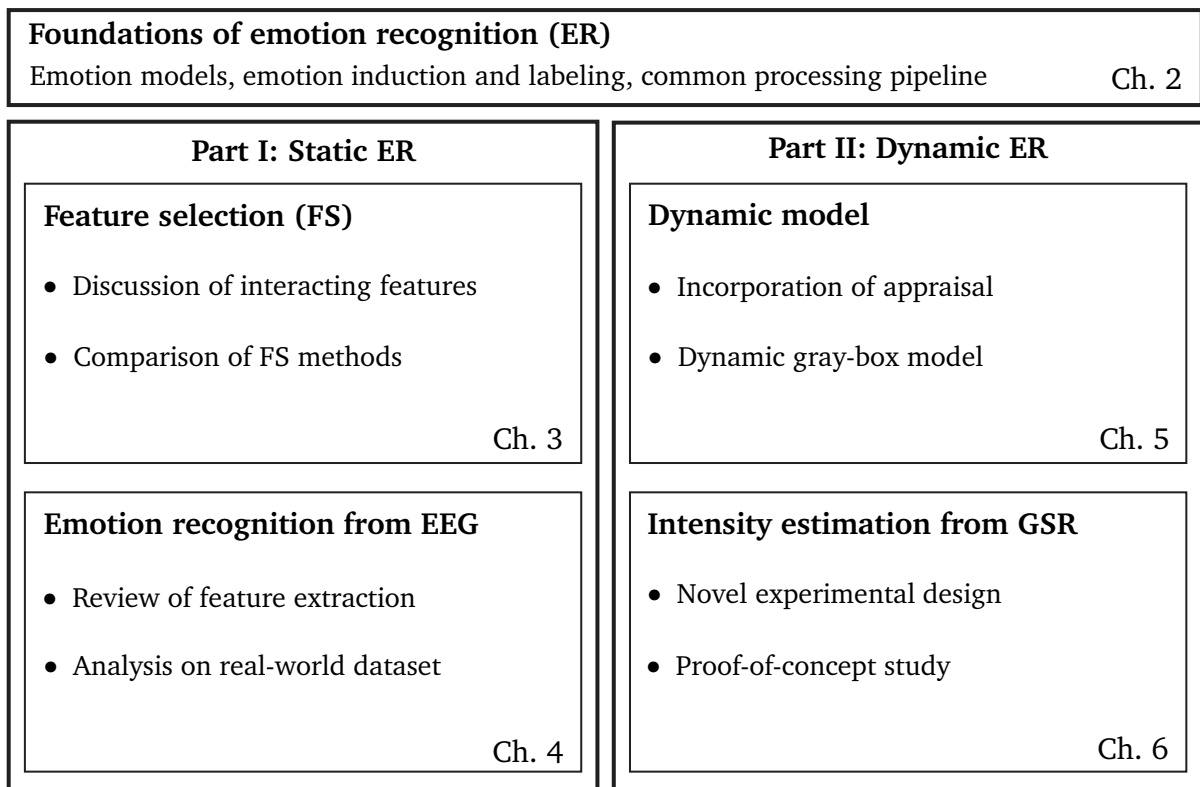 Foundations of emotion recognition (ER)
Emotion models, emotion induction and labeling, common processing pipeline
Ch. 2
Part I: Static ER
Feature selection (FS)
• Discussion of interacting features
• Comparison of FS methods
Ch. 3
Emotion recognition from EEG
• Review of feature extraction
• Analysis on real-world dataset
Ch. 4
Part II: Dynamic ER
Dynamic model
• Incorporation of appraisal
• Dynamic gray-box model
Ch. 5
Intensity estimation from GSR
• Novel experimental design
• Proof-of-concept study
Ch. 6